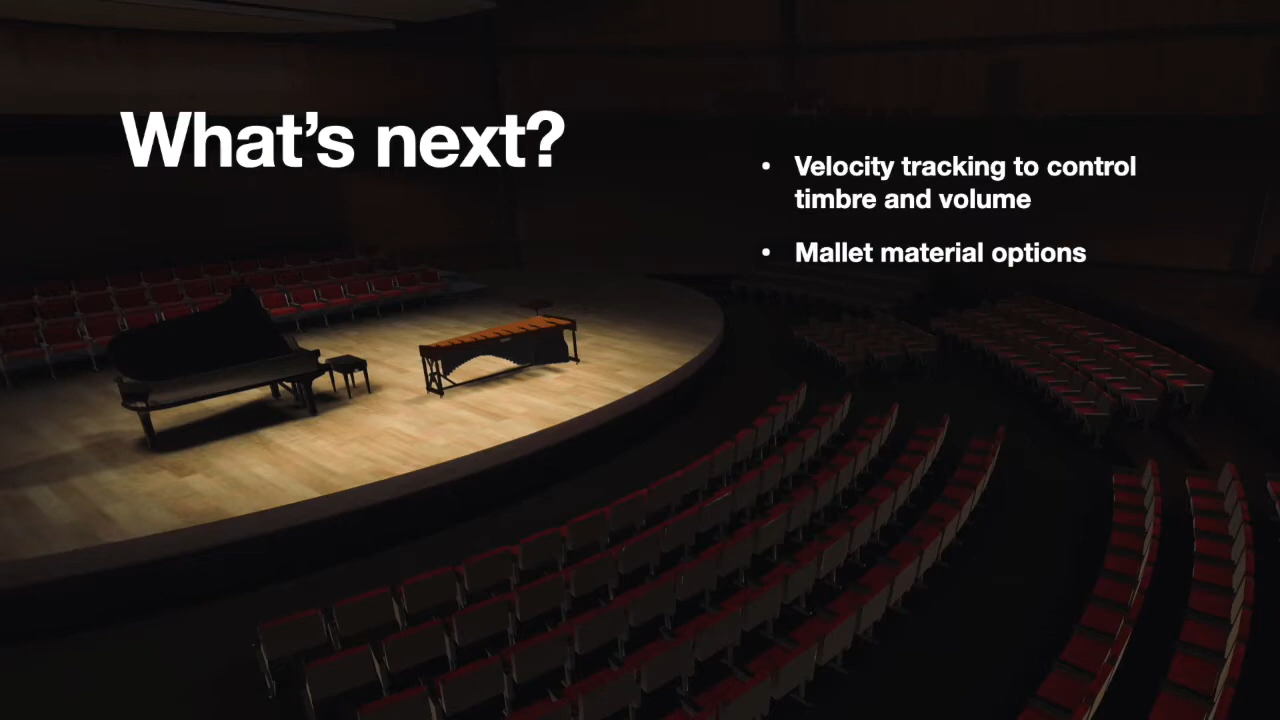 What's next?
• Velocity tracking to control
timbre and volume
• Mallet material options